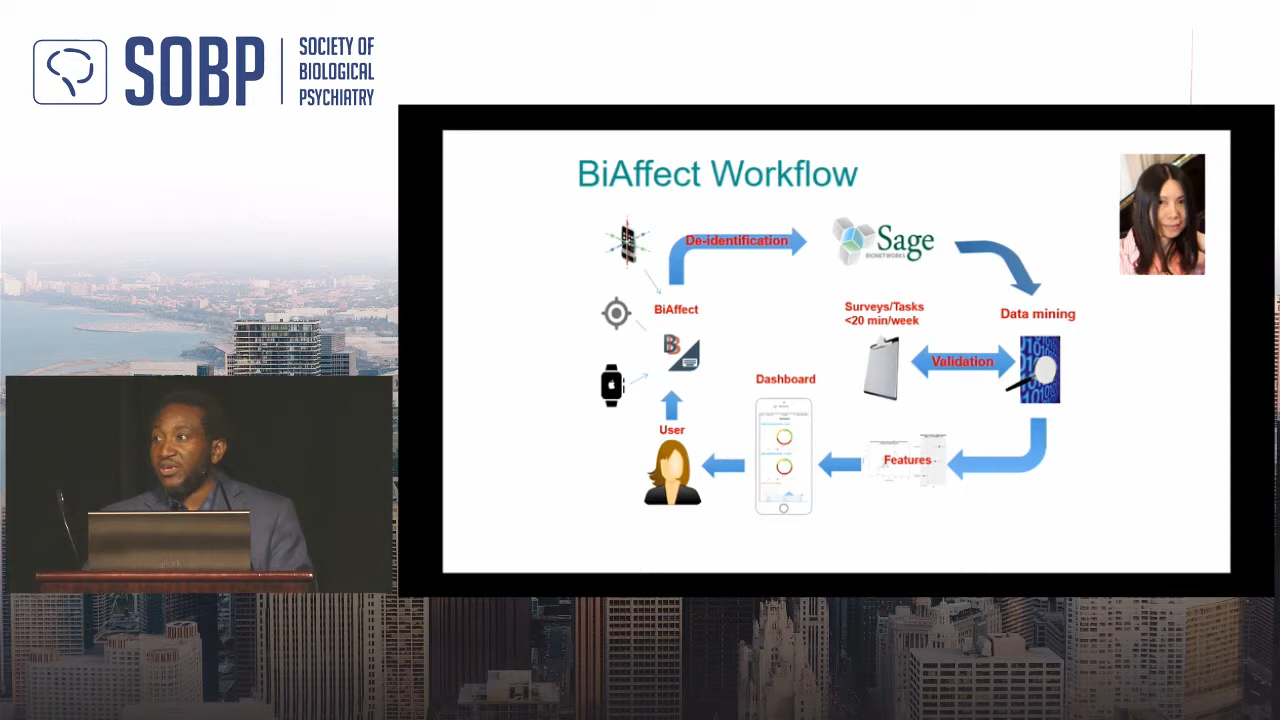 SOBP
SOCIETY OF
BIOLOGICAL
PSYCHIATRY
BiAffect Workflow
De-identification
Sage
BIONETWORKS
BiAffect
Surveys/Tasks
<20 min/week
Data mining
B
Validation
Dashboard
User
Features